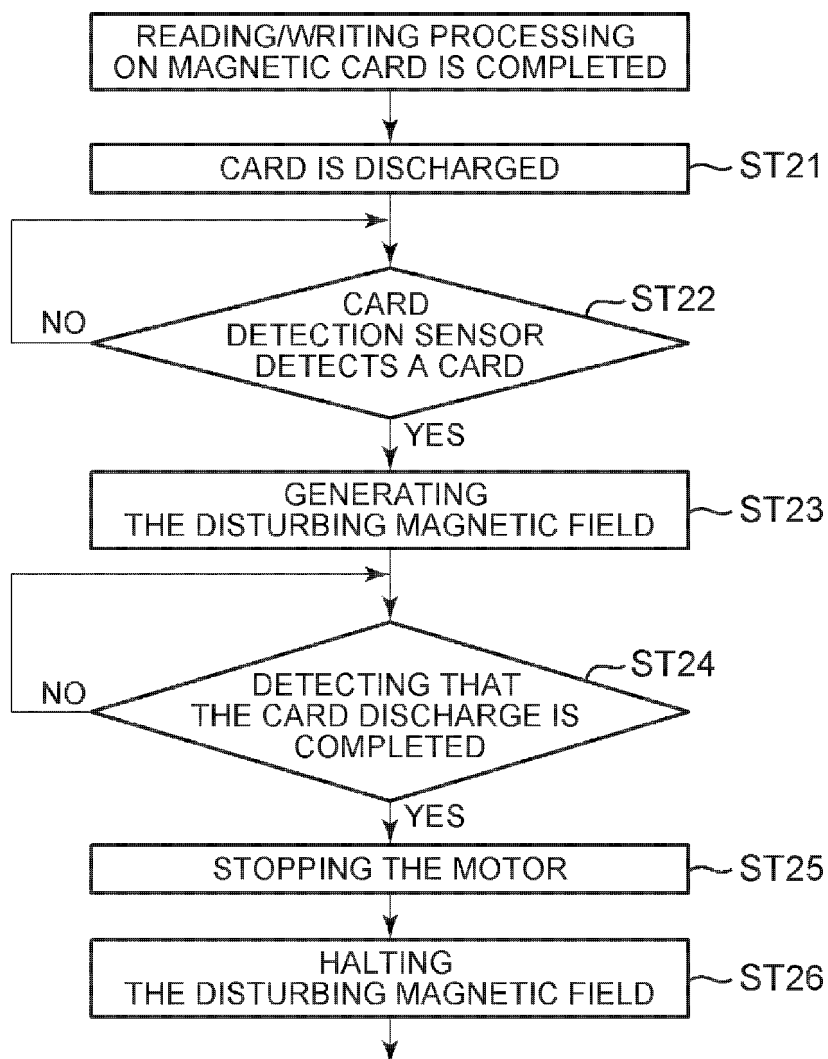 READING/WRITING PROCESSING
ON MAGNETIC CARD IS COMPLETED
CARD IS DISCHARGED
ST21
CARD
DETECTION SENSOR
DETECTS A CARD
ST22
NO
YES
GENERATING
THE DISTURBING MAGNETIC FIELD
ST23
DETECTING THAT
THE CARD DISCHARGE IS
COMPLETED
ST24
NO
YES
STOPPING THE MOTOR
ST25
HALTING
THE DISTURBING MAGNETIC FIELD
ST26